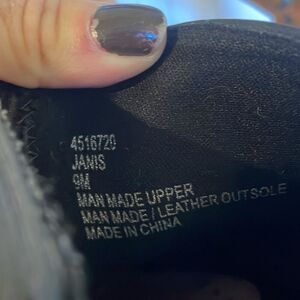 4516720
JANIS
9M
MAN MADE UPPER
MAN MADE / LEATHER OUTSOLE
MADE IN CHINA